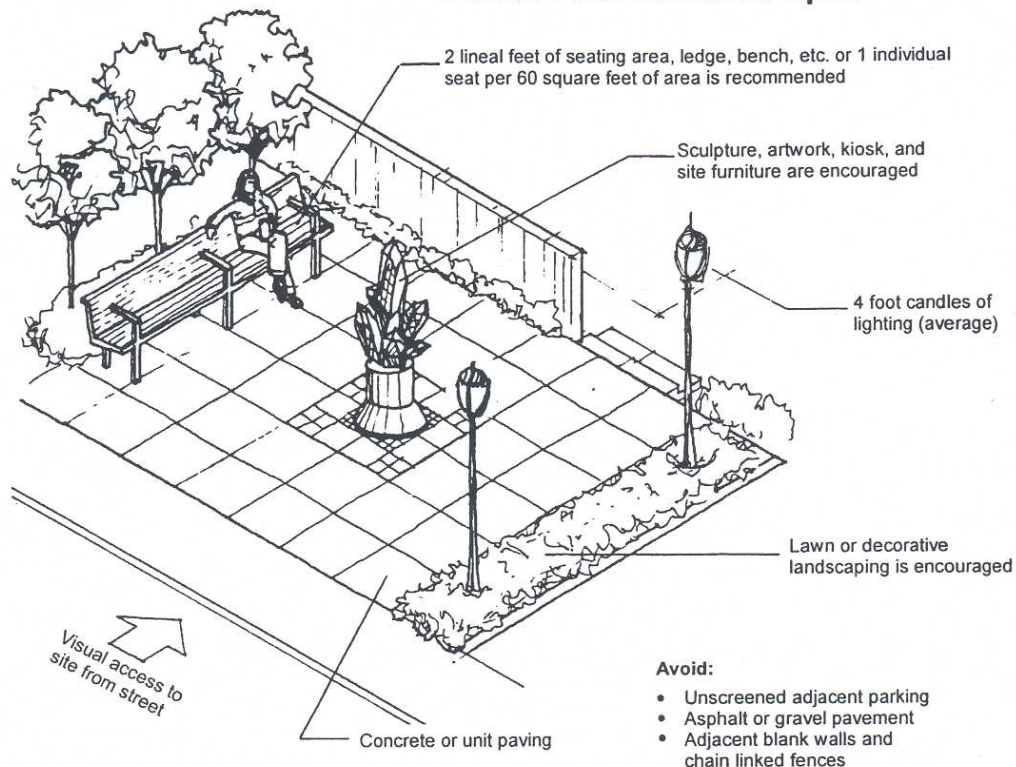 2 lineal feet of seating area, ledge, bench, etc. or 1 individual
seat per 60 square feet of area is recommended
Sculpture, artwork, kiosk, and
site furniture are encouraged
4 foot candles of
lighting (average)
Lawn or decorative
landscaping is encouraged
Visual access to
site from street
Concrete or unit paving
Avoid:
• Unscreened adjacent parking
• Asphalt or gravel pavement
• Adjacent blank walls and
chain linked fences